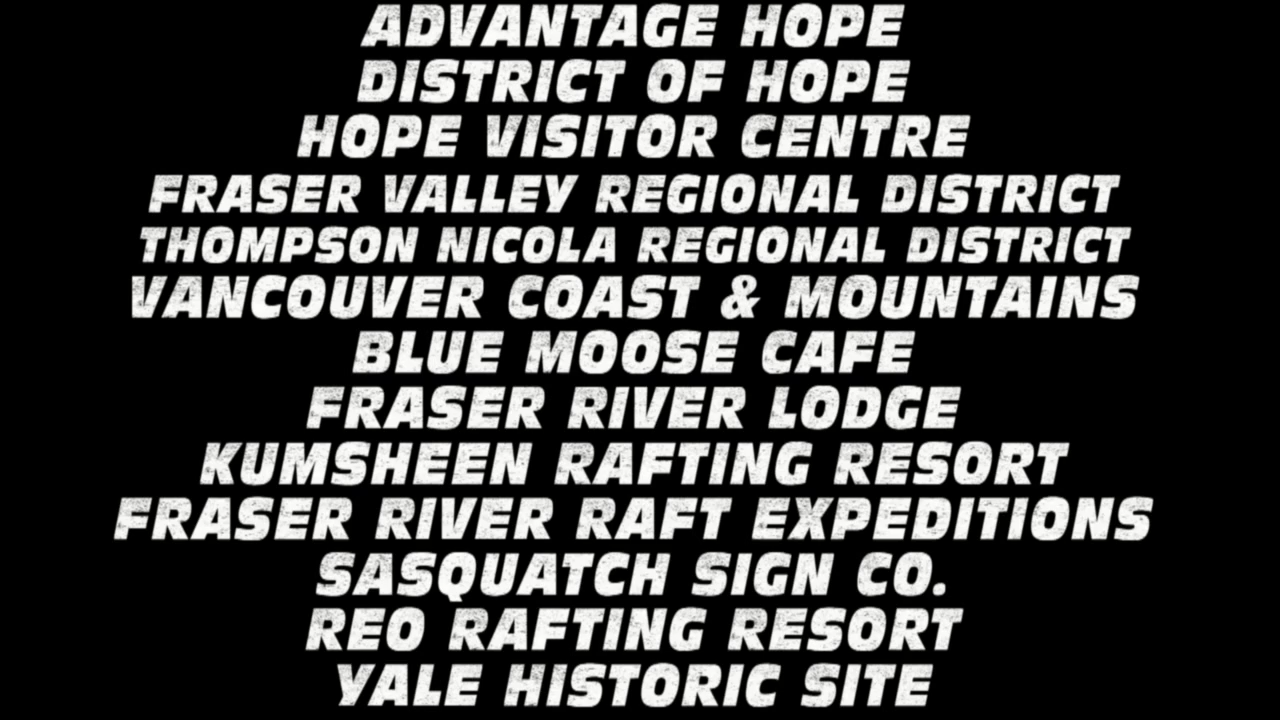 ADVANTAGE HOPE
DISTRICT OF HOPE
HOPE VISITOR CENTRE
FRASER VALLEY REGIONAL DISTRICT
THOMPSON NICOLA REGIONAL DISTRICT
VANCOUVER COAST & MOUNTAINS
BLUE MOOSE CAFE
FRASER RIVER LODGE
KUMSHEEN RAFTING RESORT
FRASER RIVER RAFT EXPEDITIONS
SASQUATCH SIGN CO.
REO RAFTING RESORT
YALE HISTORIC SITE